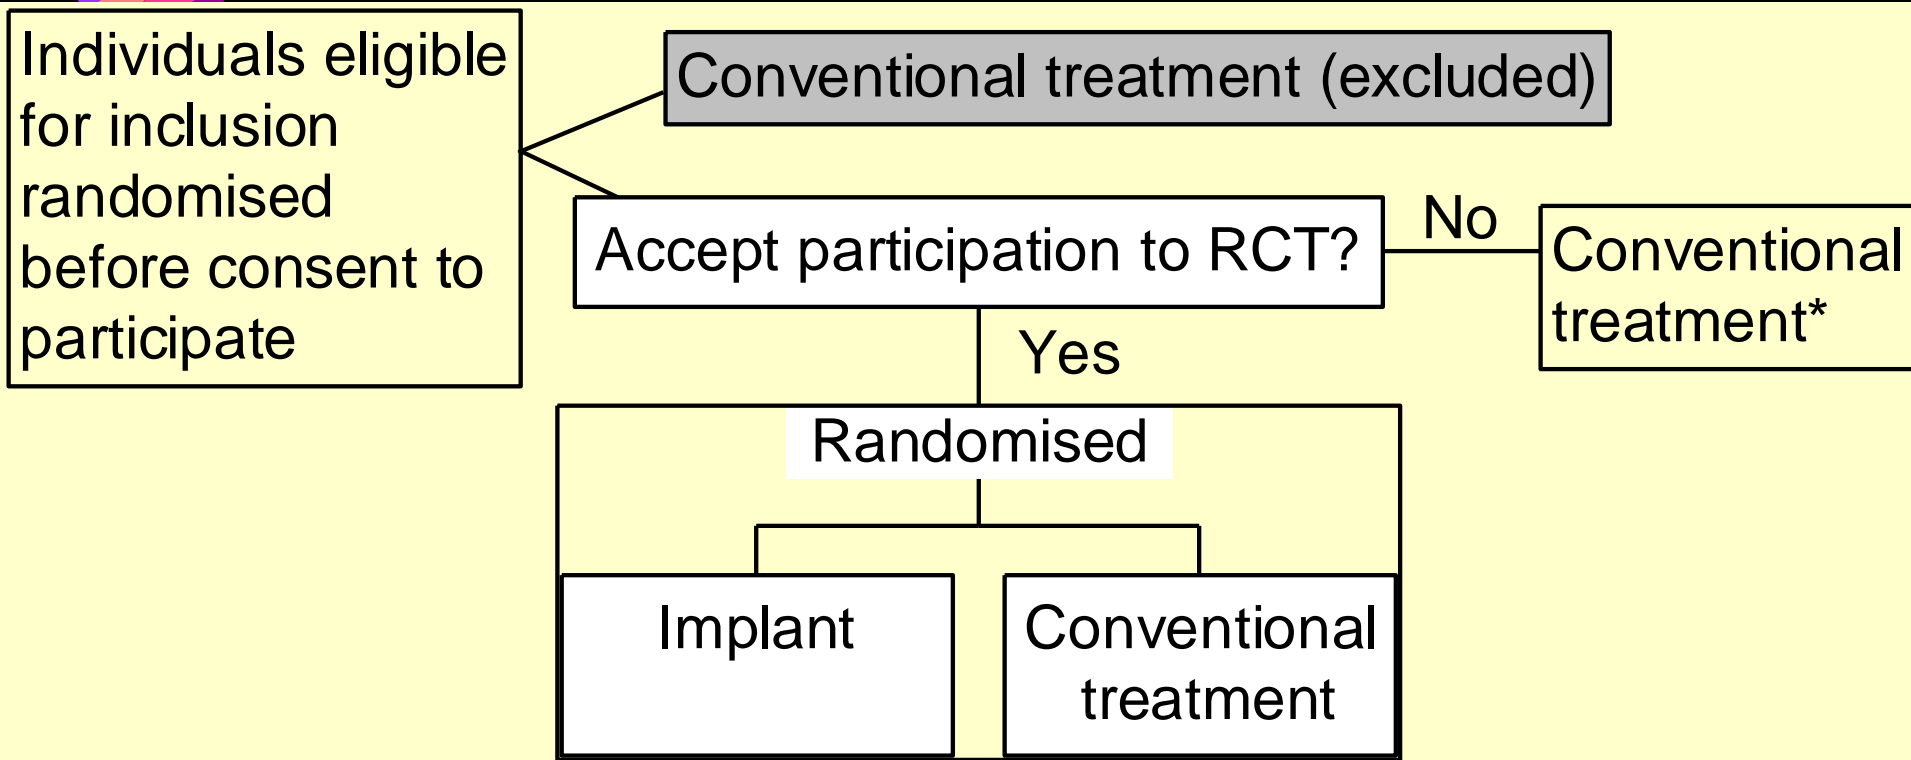 Individuals eligible
for inclusion
randomised
before consent to
participate
Conventional treatment (excluded)
Accept participation to RCT?
No
Conventional
treatment*
Yes
Randomised
Implant
Conventional
treatment